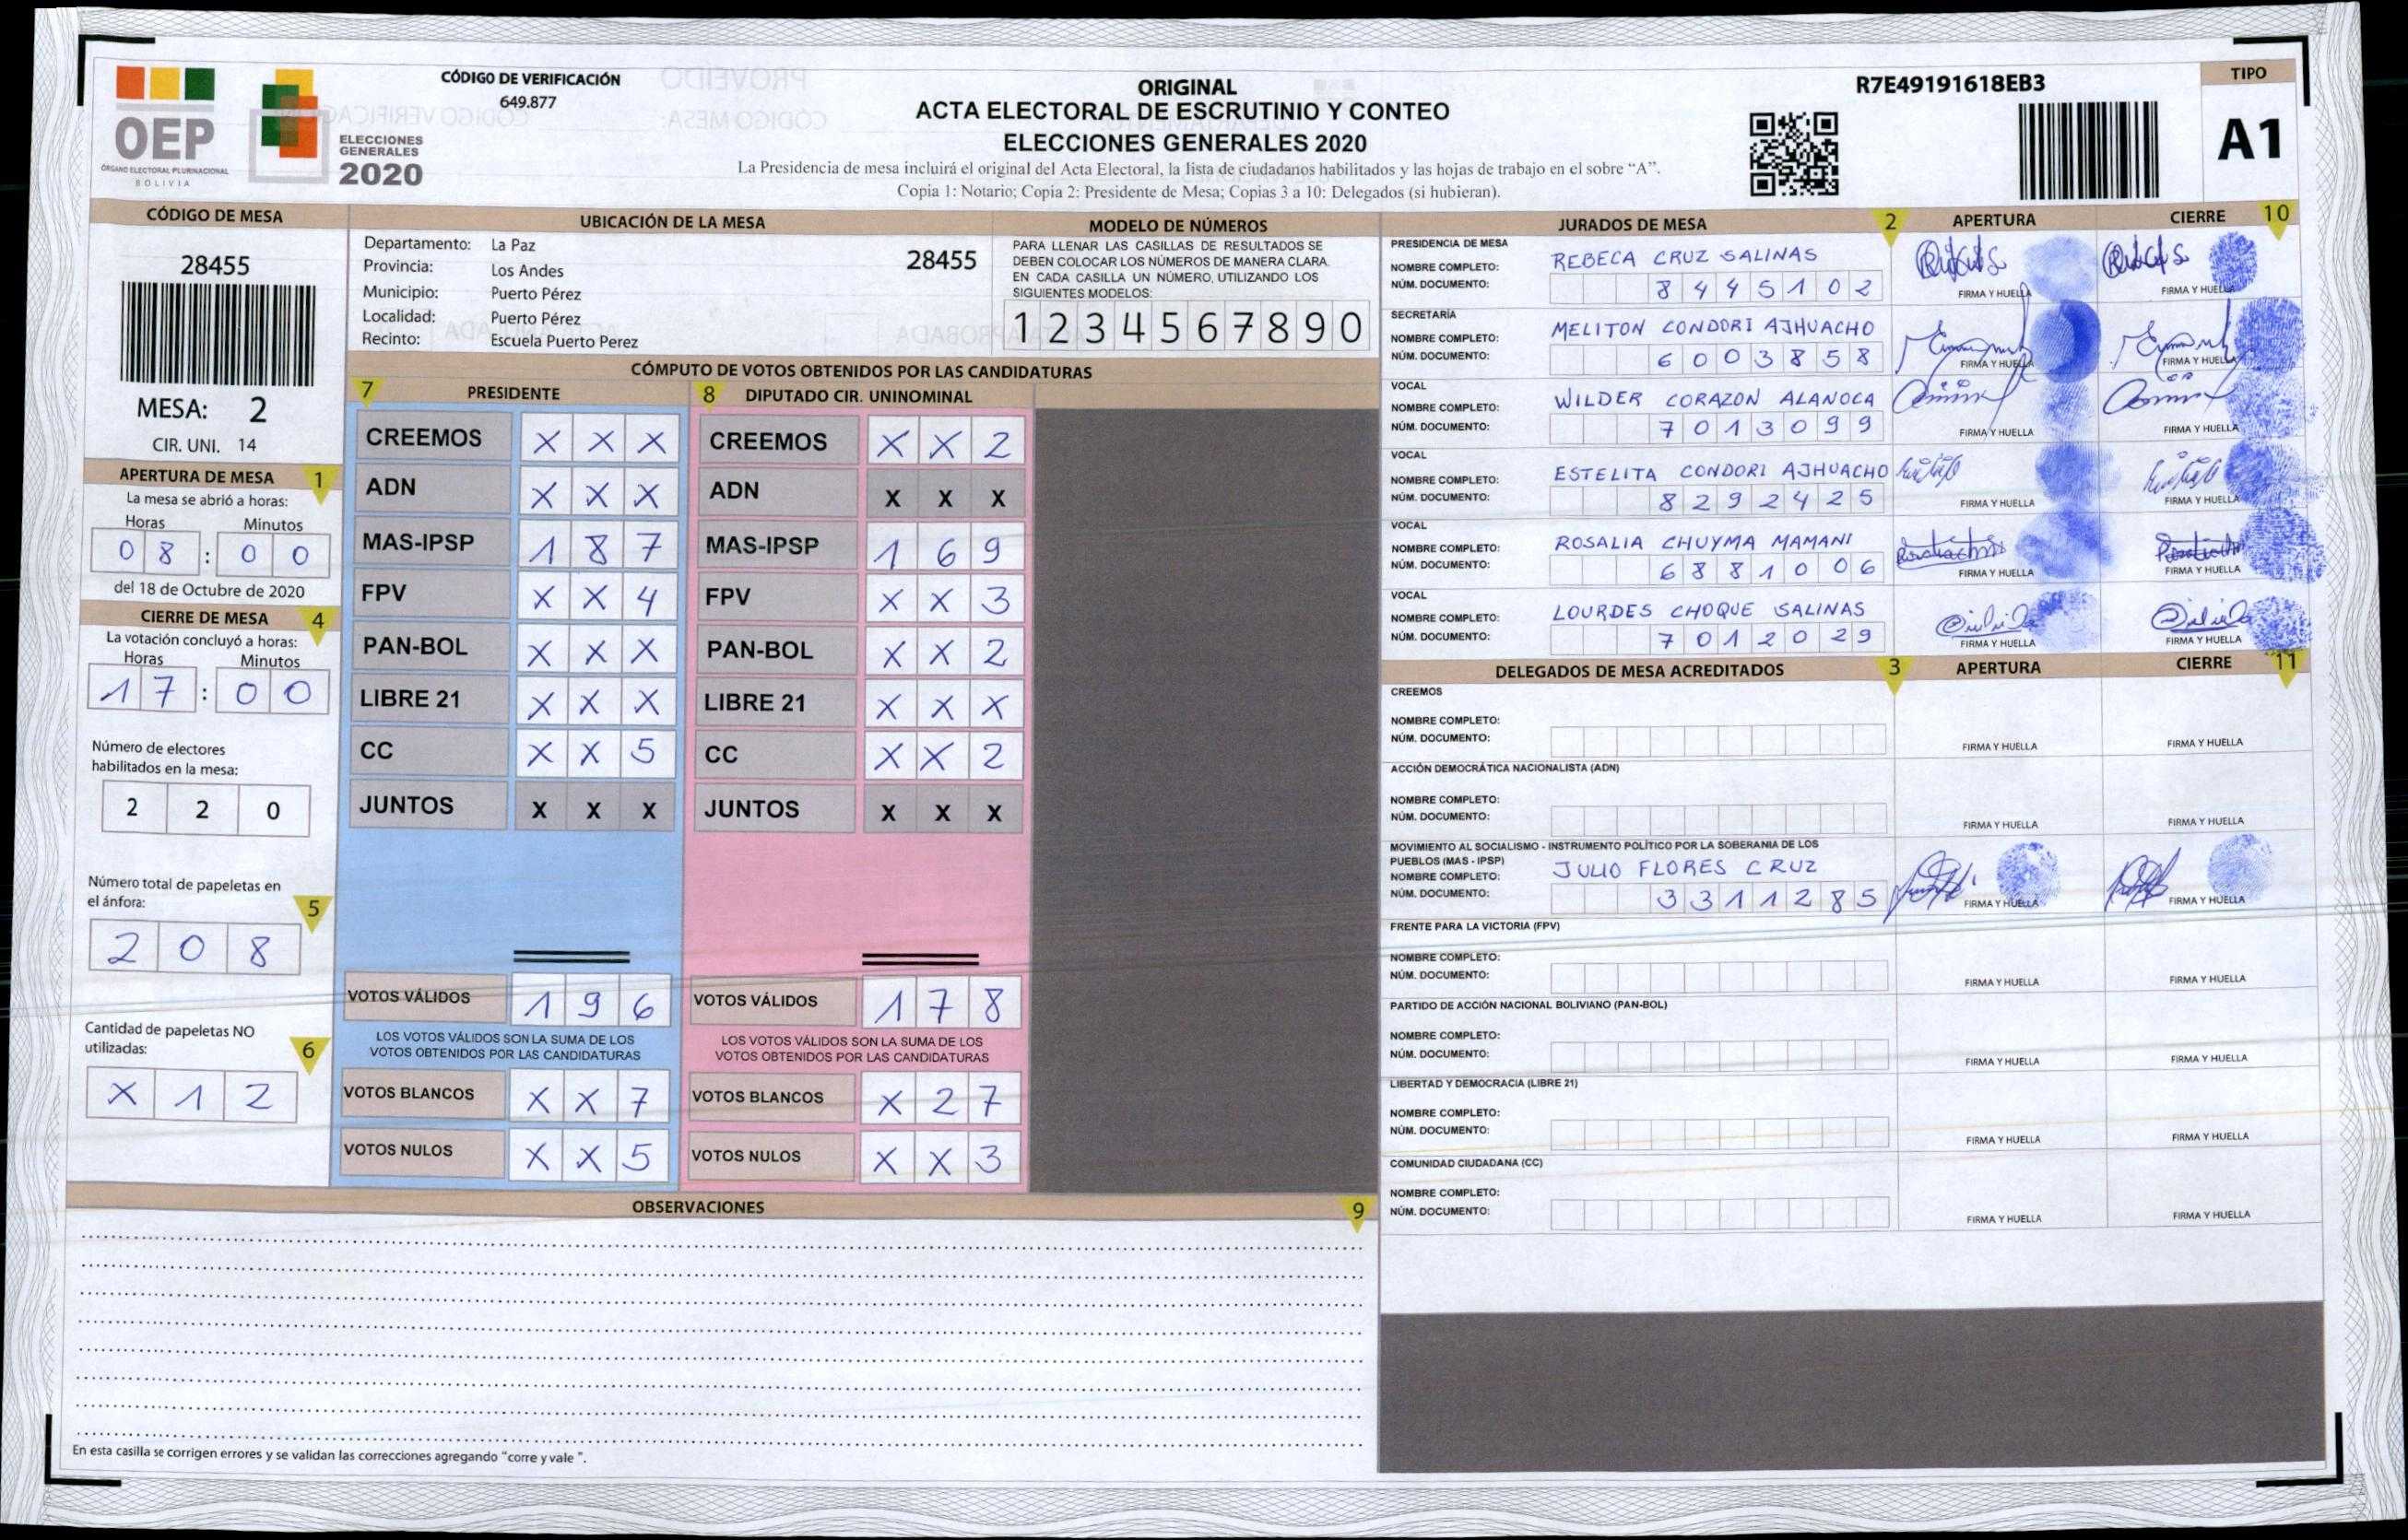 OEP
ÓRGANO ELECTORAL PLURINACIONAL
BOLIVIA
ELECCIONES
GENERALES
2020
CÓDIGO DE VERIFICACIÓN
649.877
ORIGINAL
ACTA ELECTORAL DE ESCRUTINIO Y CONTEO
ELECCIONES GENERALES 2020
La Presidencia de mesa incluirá el original del Acta Electoral, la lista de ciudadanos habilitados y las hojas de trabajo en el sobre “A”.
Copia 1: Notario; Copia 2: Presidente de Mesa; Copias 3 a 10: Delegados (si hubieran).
R7E49191618EB3
TIPO
A1
CÓDIGO DE MESA
28455
MESA: 2
CIR. UNI. 14
APERTURA DE MESA 1
La mesa se abrió a horas:
Horas Minutos
0 8 : 0 0
del 18 de Octubre de 2020
CIERRE DE MESA 4
La votación concluyó a horas:
Horas Minutos
1 7 : 0 0
Número de electores
habilitados en la mesa:
2 2 0
Número total de papeletas en
el ánfora: 5
2 0 8
Cantidad de papeletas NO
utilizadas: 6
X 1 2
UBICACIÓN DE LA MESA
Departamento: La Paz 28455
Provincia: Los Andes
Municipio: Puerto Pérez
Localidad: Puerto Pérez
Recinto: Escuela Puerto Perez
MODELO DE NÚMEROS
PARA LLENAR LAS CASILLAS DE RESULTADOS SE
DEBEN COLOCAR LOS NÚMEROS DE MANERA CLARA.
EN CADA CASILLA UN NÚMERO, UTILIZANDO LOS
SIGUIENTES MODELOS:
1 2 3 4 5 6 7 8 9 0
CÓMPUTO DE VOTOS OBTENIDOS POR LAS CANDIDATURAS
7 PRESIDENTE
CREEMOS X X X
ADN X X X
MAS-IPSP 1 8 7
FPV X X 4
PAN-BOL X X X
LIBRE 21 X X X
CC X X 5
JUNTOS X X X
VOTOS VÁLIDOS 1 9 6
LOS VOTOS VÁLIDOS SON LA SUMA DE LOS
VOTOS OBTENIDOS POR LAS CANDIDATURAS
VOTOS BLANCOS X X 7
VOTOS NULOS X X 5
8 DIPUTADO CIR. UNINOMINAL
CREEMOS X X 2
ADN X X X
MAS-IPSP 1 6 9
FPV X X 3
PAN-BOL X X 2
LIBRE 21 X X X
CC X X 2
JUNTOS X X X
VOTOS VÁLIDOS 1 7 8
LOS VOTOS VÁLIDOS SON LA SUMA DE LOS
VOTOS OBTENIDOS POR LAS CANDIDATURAS
VOTOS BLANCOS X 2 7
VOTOS NULOS X X 3
OBSERVACIONES 9
En esta casilla se corrigen errores y se validan las correcciones agregando "corre y vale ".
JURADOS DE MESA 2 APERTURA CIERRE 10
PRESIDENCIA DE MESA
NOMBRE COMPLETO: REBECA CRUZ SALINAS
NÚM. DOCUMENTO: 8 4 4 5 1 0 2
FIRMA Y HUELLA FIRMA Y HUELLA
SECRETARÍA
NOMBRE COMPLETO: MELITON CONDORI AJHUACHO
NÚM. DOCUMENTO: 6 0 0 3 8 5 8
FIRMA Y HUELLA FIRMA Y HUELLA
VOCAL
NOMBRE COMPLETO: WILDER CORAZON ALANOCA
NÚM. DOCUMENTO: 7 0 1 3 0 9 9
FIRMA Y HUELLA FIRMA Y HUELLA
VOCAL
NOMBRE COMPLETO: ESTELITA CONDORI AJHUACHO
NÚM. DOCUMENTO: 8 2 9 2 4 2 5
FIRMA Y HUELLA FIRMA Y HUELLA
VOCAL
NOMBRE COMPLETO: ROSALIA CHUYMA MAMANI
NÚM. DOCUMENTO: 6 8 8 1 0 0 6
FIRMA Y HUELLA FIRMA Y HUELLA
VOCAL
NOMBRE COMPLETO: LOURDES CHOQUE SALINAS
NÚM. DOCUMENTO: 7 0 1 2 0 2 9
FIRMA Y HUELLA FIRMA Y HUELLA
DELEGADOS DE MESA ACREDITADOS 3 APERTURA CIERRE 11
CREEMOS
NOMBRE COMPLETO:
NÚM. DOCUMENTO:
FIRMA Y HUELLA FIRMA Y HUELLA
ACCIÓN DEMOCRÁTICA NACIONALISTA (ADN)
NOMBRE COMPLETO:
NÚM. DOCUMENTO:
FIRMA Y HUELLA FIRMA Y HUELLA
MOVIMIENTO AL SOCIALISMO - INSTRUMENTO POLÍTICO POR LA SOBERANIA DE LOS
PUEBLOS (MAS - IPSP)
NOMBRE COMPLETO: JULIO FLORES CRUZ
NÚM. DOCUMENTO: 3 3 1 1 2 8 5
FIRMA Y HUELLA FIRMA Y HUELLA
FRENTE PARA LA VICTORIA (FPV)
NOMBRE COMPLETO:
NÚM. DOCUMENTO:
FIRMA Y HUELLA FIRMA Y HUELLA
PARTIDO DE ACCIÓN NACIONAL BOLIVIANO (PAN-BOL)
NOMBRE COMPLETO:
NÚM. DOCUMENTO:
FIRMA Y HUELLA FIRMA Y HUELLA
LIBERTAD Y DEMOCRACIA (LIBRE 21)
NOMBRE COMPLETO:
NÚM. DOCUMENTO:
FIRMA Y HUELLA FIRMA Y HUELLA
COMUNIDAD CIUDADANA (CC)
NOMBRE COMPLETO:
NÚM. DOCUMENTO:
FIRMA Y HUELLA FIRMA Y HUELLA